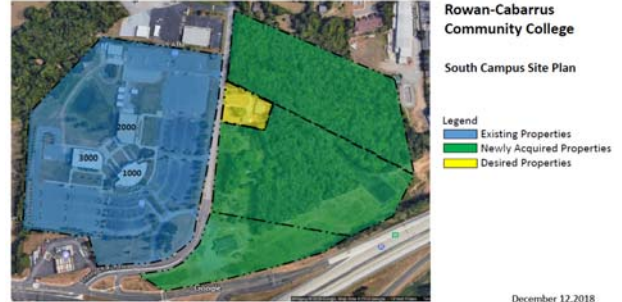 Rowan-Cabarrus
Community College
South Campus Site Plan
Legend
Existing Properties
Newly Acquired Properties
Desired Properties
2000
3000
1000
Google
December 12,2018